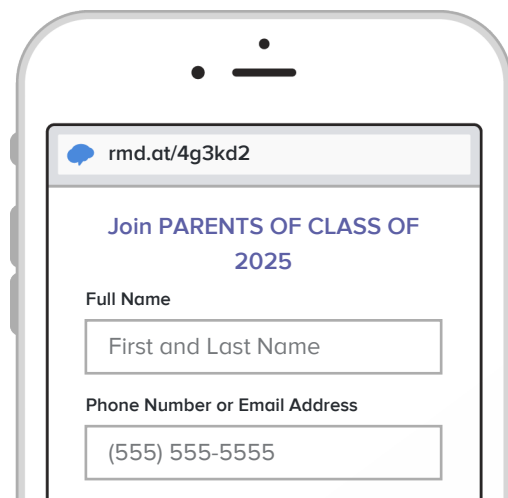 rmd.at/4g3kd2
Join PARENTS OF CLASS OF
2025
Full Name
First and Last Name
Phone Number or Email Address
(555) 555-5555